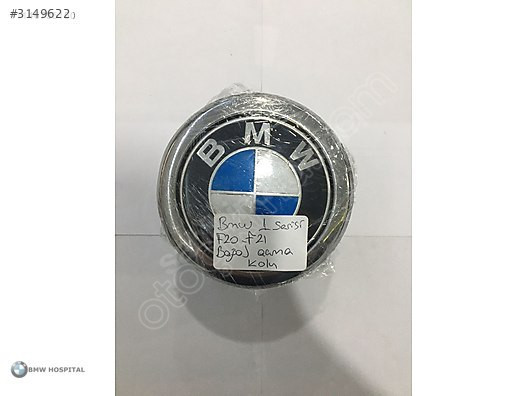 #3149622
BMW
Bmw 1 Serisi
F20-F21
Bagaj açma
Kolu
BMW HOSPITAL